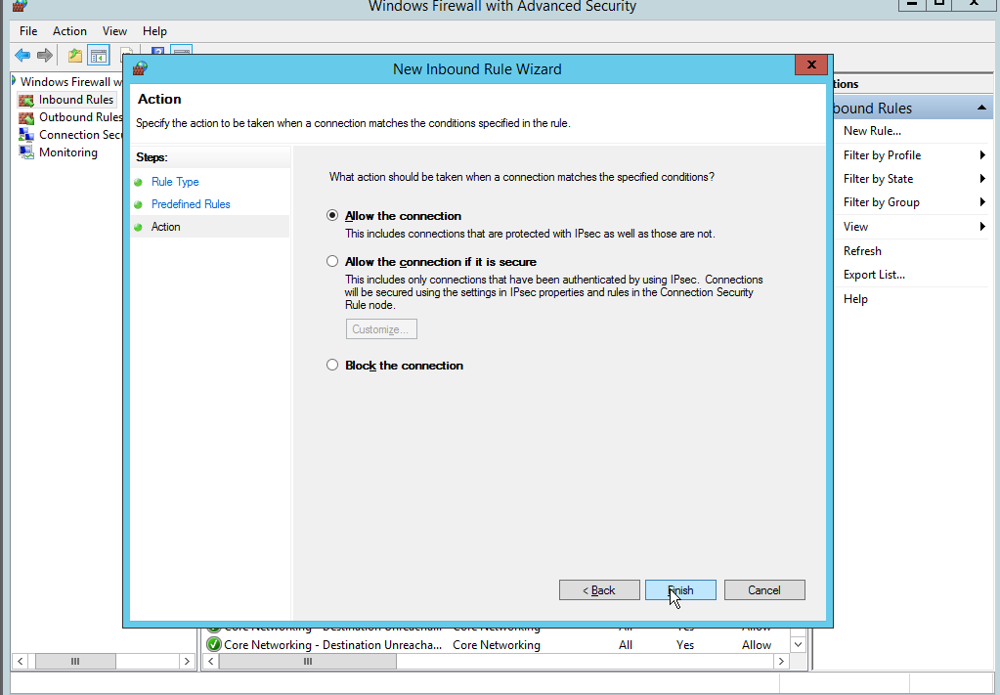 Windows Firewall with Advanced Security
File Action View Help
Windows Firewall w
Inbound Rules
Outbound Rules
Connection Secu
Monitoring
New Inbound Rule Wizard
Action
Specify the action to be taken when a connection matches the conditions specified in the rule.
Steps:
Rule Type
Predefined Rules
Action
What action should be taken when a connection matches the specified conditions?
Allow the connection
This includes connections that are protected with IPsec as well as those are not.
Allow the connection if it is secure
This includes only connections that have been authenticated by using IPsec. Connections
will be secured using the settings in IPsec properties and rules in the Connection Security
Rule node.
Customize...
Block the connection
< Back Finish Cancel
tions
bound Rules
New Rule...
Filter by Profile
Filter by State
Filter by Group
View
Refresh
Export List...
Help
Core Networking - Destination Unreacha... Core Networking All Yes Allow
Core Networking - Destination Unreacha... Core Networking All Yes Allow